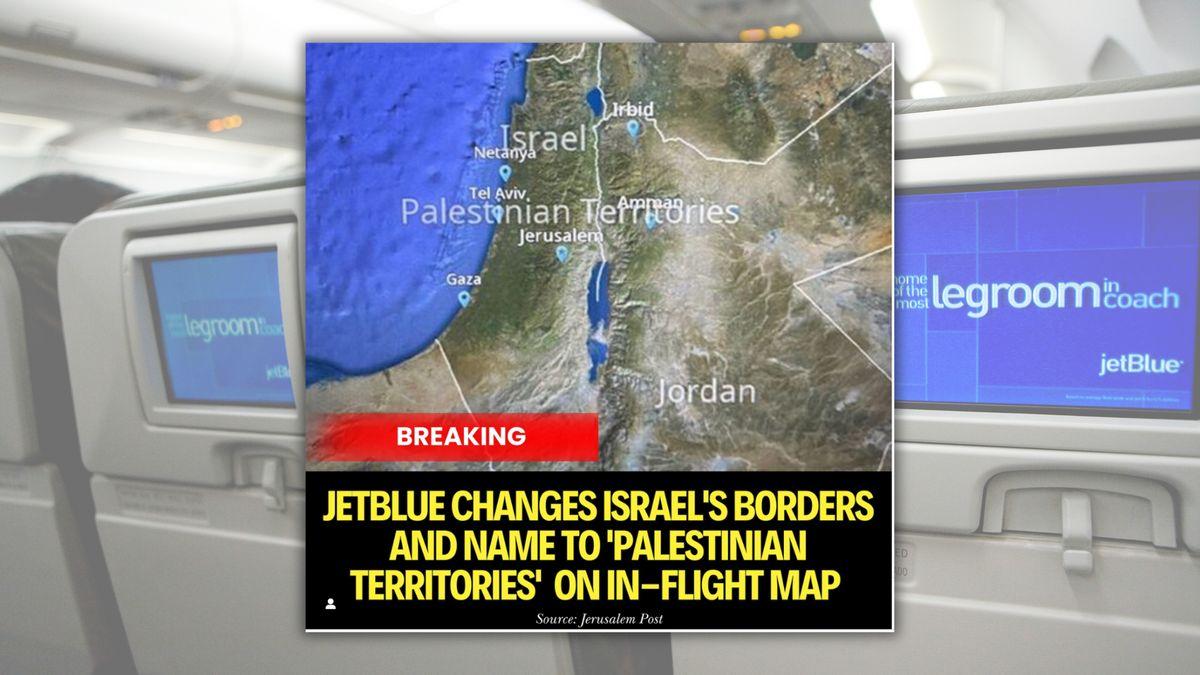 Irbid
Israel
Netanya
Tel Aviv
Palestinian Territories
Amman
Jerusalem
Gaza
Jordan
BREAKING
JETBLUE CHANGES ISRAEL'S BORDERS
AND NAME TO 'PALESTINIAN
TERRITORIES' ON IN-FLIGHT MAP
Source: Jerusalem Post
legroom
jetBl
home
of the
most
legroom in
coach
jetBlue